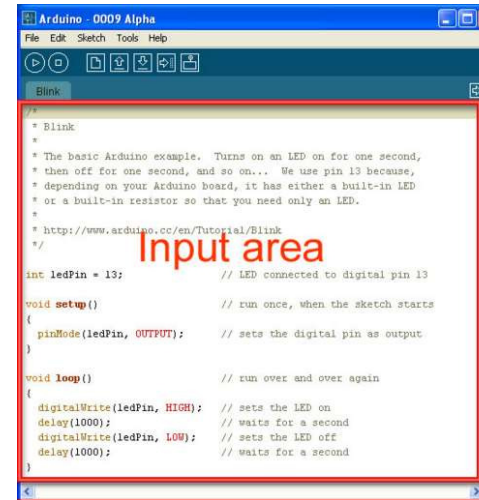 Arduino - 0009 Alpha
File Edit Sketch Tools Help
Blink
/*
* Blink
*
* The basic Arduino example. Turns on an LED on for one second,
* then off for one second, and so on... We use pin 13 because,
* depending on your Arduino board, it has either a built-in LED
* or a built-in resistor so that you need only an LED.
*
* http://www.arduino.cc/en/Tutorial/Blink
*/
Input area
int ledPin = 13; // LED connected to digital pin 13
void setup() // run once, when the sketch starts
{
pinMode(ledPin, OUTPUT); // sets the digital pin as output
}
void loop() // run over and over again
{
digitalWrite(ledPin, HIGH); // sets the LED on
delay(1000); // waits for a second
digitalWrite(ledPin, LOW); // sets the LED off
delay(1000); // waits for a second
}